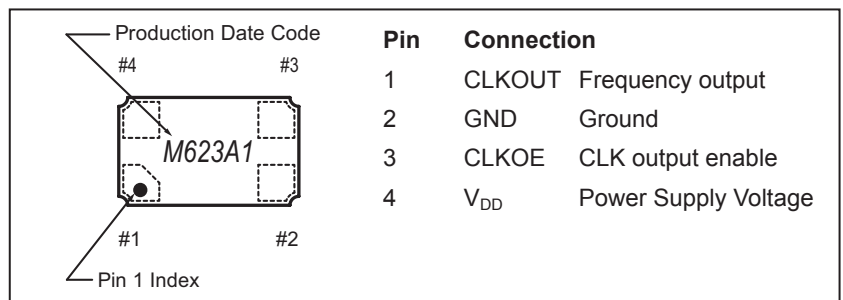 Production Date Code
#4 #3
M623A1
#1 #2
Pin 1 Index
Pin Connection
1 CLKOUT Frequency output
2 GND Ground
3 CLKOE CLK output enable
4 VDD Power Supply Voltage